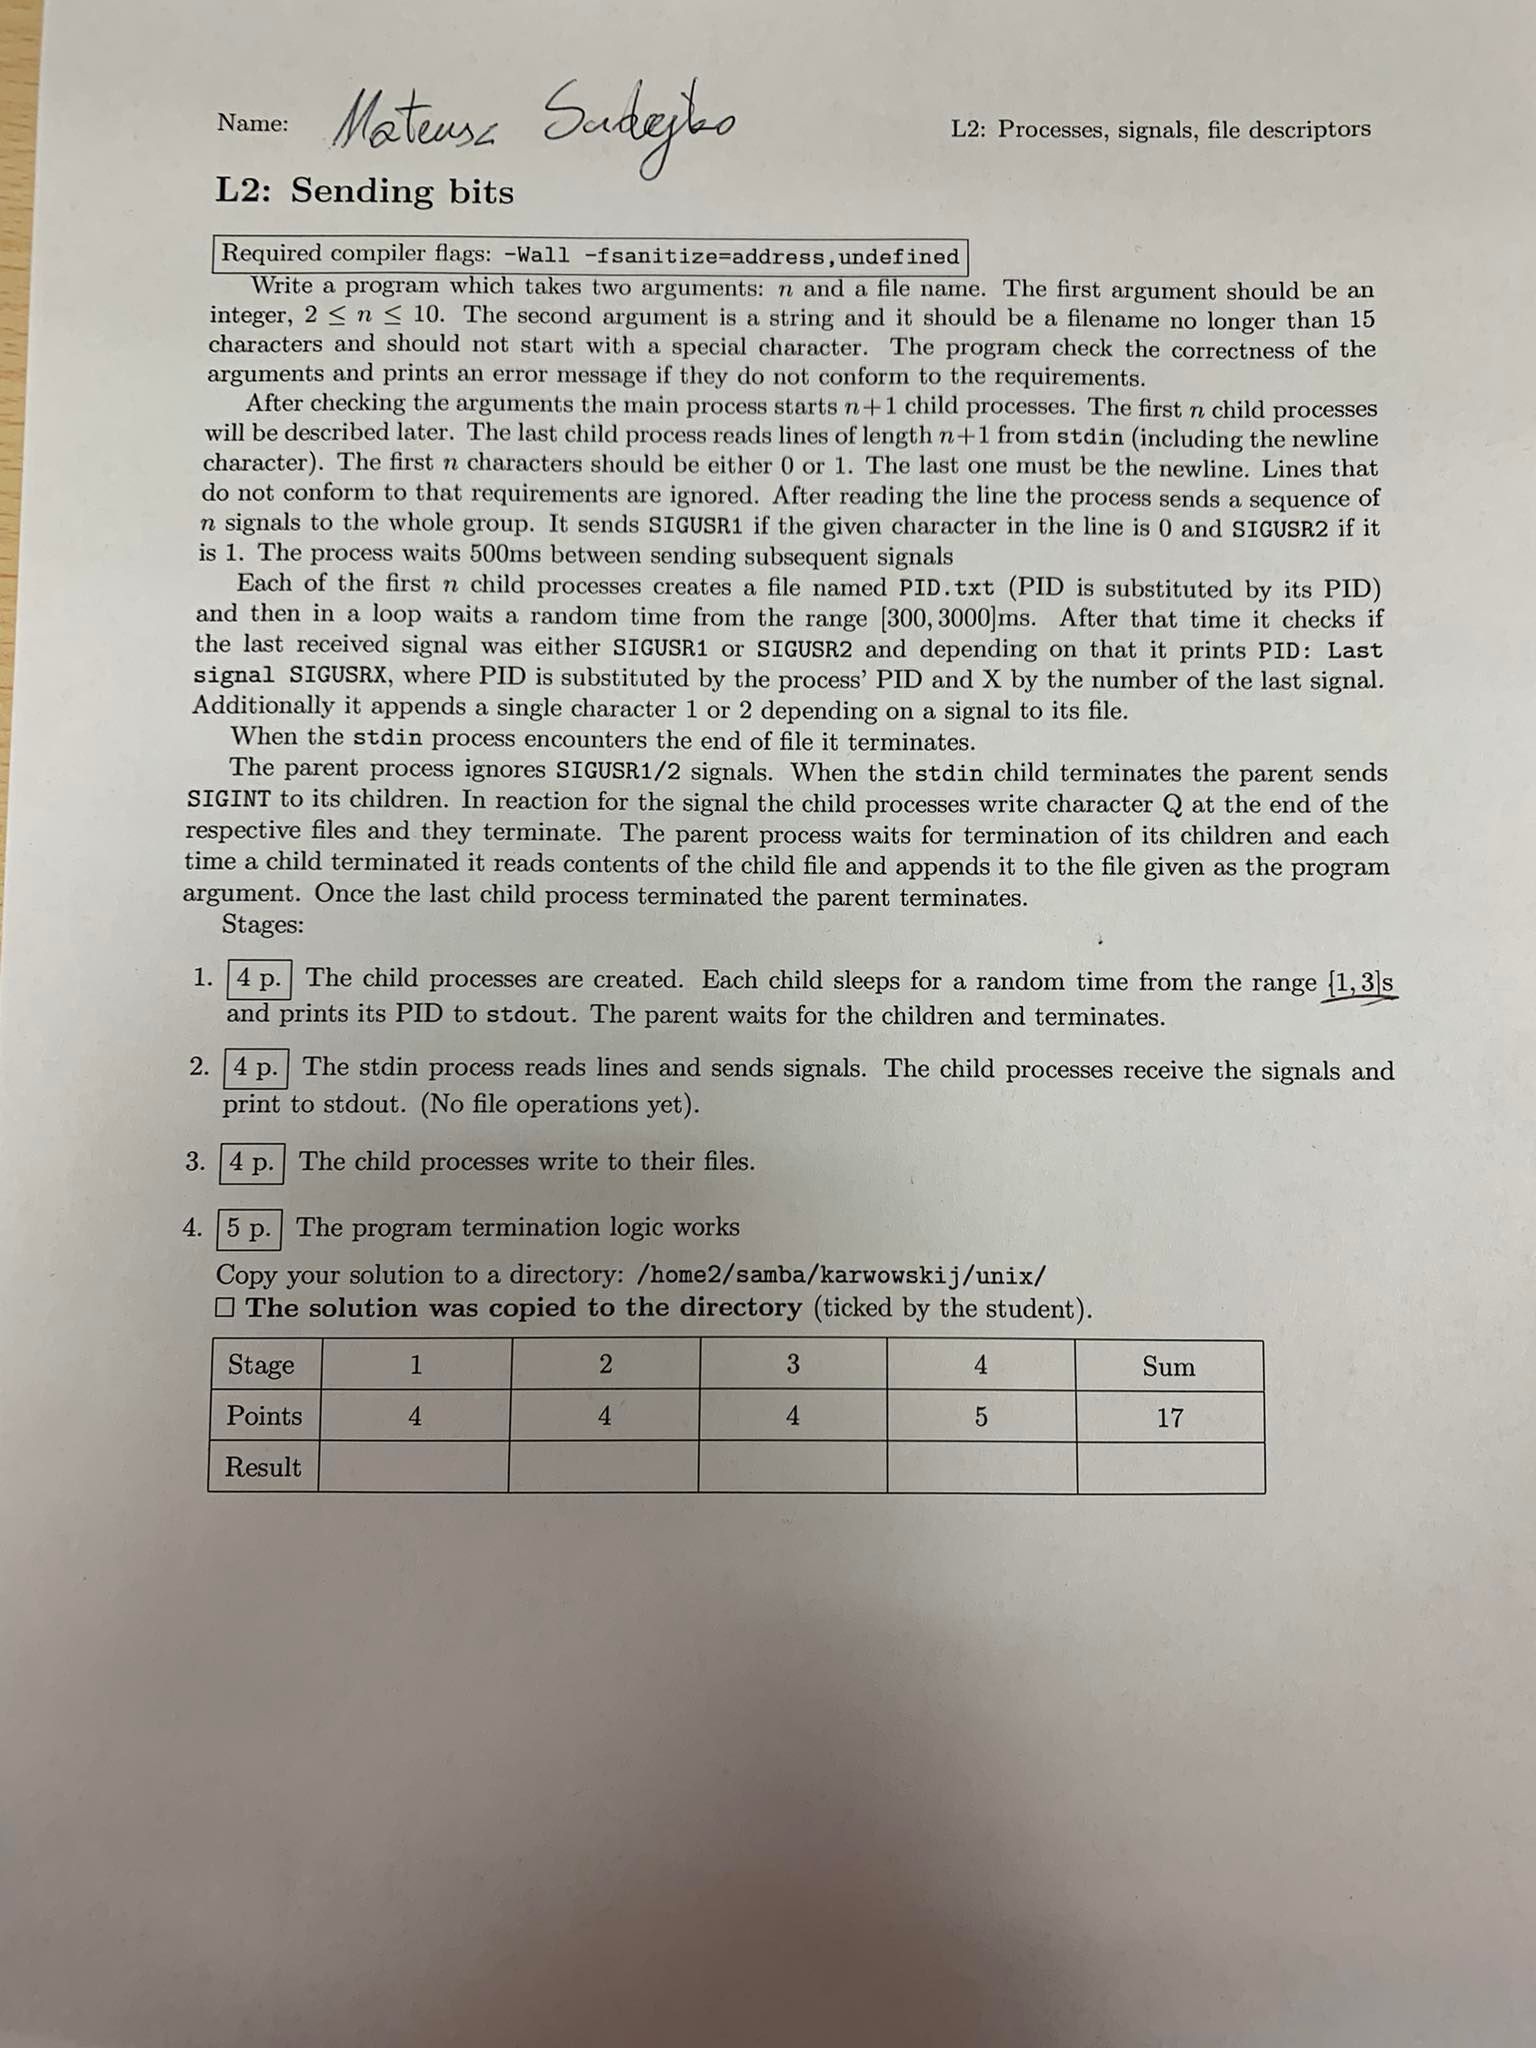 Name: Mateusz Sudejko
L2: Processes, signals, file descriptors
L2: Sending bits
Required compiler flags: -Wall -fsanitize=address,undefined
Write a program which takes two arguments: n and a file name. The first argument should be an
integer, 2 ≤ n ≤ 10. The second argument is a string and it should be a filename no longer than 15
characters and should not start with a special character. The program check the correctness of the
arguments and prints an error message if they do not conform to the requirements.
After checking the arguments the main process starts n+1 child processes. The first n child processes
will be described later. The last child process reads lines of length n+1 from stdin (including the newline
character). The first n characters should be either 0 or 1. The last one must be the newline. Lines that
do not conform to that requirements are ignored. After reading the line the process sends a sequence of
n signals to the whole group. It sends SIGUSR1 if the given character in the line is 0 and SIGUSR2 if it
is 1. The process waits 500ms between sending subsequent signals
Each of the first n child processes creates a file named PID.txt (PID is substituted by its PID)
and then in a loop waits a random time from the range [300, 3000]ms. After that time it checks if
the last received signal was either SIGUSR1 or SIGUSR2 and depending on that it prints PID: Last
signal SIGUSRX, where PID is substituted by the process' PID and X by the number of the last signal.
Additionally it appends a single character 1 or 2 depending on a signal to its file.
When the stdin process encounters the end of file it terminates.
The parent process ignores SIGUSR1/2 signals. When the stdin child terminates the parent sends
SIGINT to its children. In reaction for the signal the child processes write character Q at the end of the
respective files and they terminate. The parent process waits for termination of its children and each
time a child terminated it reads contents of the child file and appends it to the file given as the program
argument. Once the last child process terminated the parent terminates.
Stages:
1. 4 p. The child processes are created. Each child sleeps for a random time from the range [1, 3]s
and prints its PID to stdout. The parent waits for the children and terminates.
2. 4 p. The stdin process reads lines and sends signals. The child processes receive the signals and
print to stdout. (No file operations yet).
3. 4 p. The child processes write to their files.
4. 5 p. The program termination logic works
Copy your solution to a directory: /home2/samba/karwowskij/unix/
☐ The solution was copied to the directory (ticked by the student).
Stage 1 2 3 4 Sum
Points 4 4 4 5 17
Result